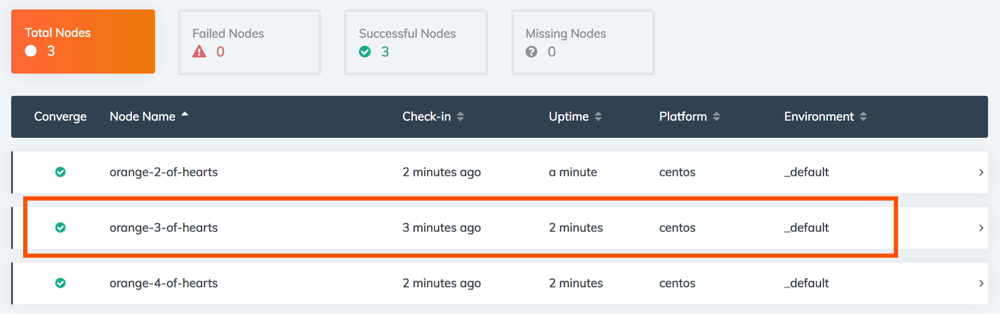 Total Nodes
3
Failed Nodes
0
Successful Nodes
3
Missing Nodes
0
Converge Node Name Check-in Uptime Platform Environment
orange-2-of-hearts 2 minutes ago a minute centos _default
orange-3-of-hearts 3 minutes ago 2 minutes centos _default
orange-4-of-hearts 2 minutes ago 2 minutes centos _default